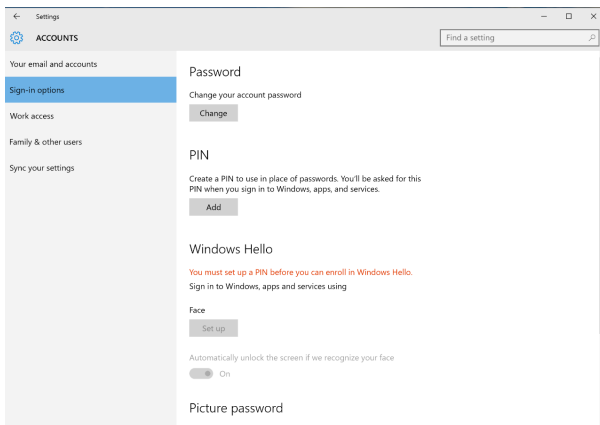 Settings
ACCOUNTS
Find a setting
Your email and accounts
Sign-in options
Work access
Family & other users
Sync your settings
Password
Change your account password
Change
PIN
Create a PIN to use in place of passwords. You'll be asked for this
PIN when you sign in to Windows, apps, and services.
Add
Windows Hello
You must set up a PIN before you can enroll in Windows Hello.
Sign in to Windows, apps and services using
Face
Set up
Automatically unlock the screen if we recognize your face
On
Picture password